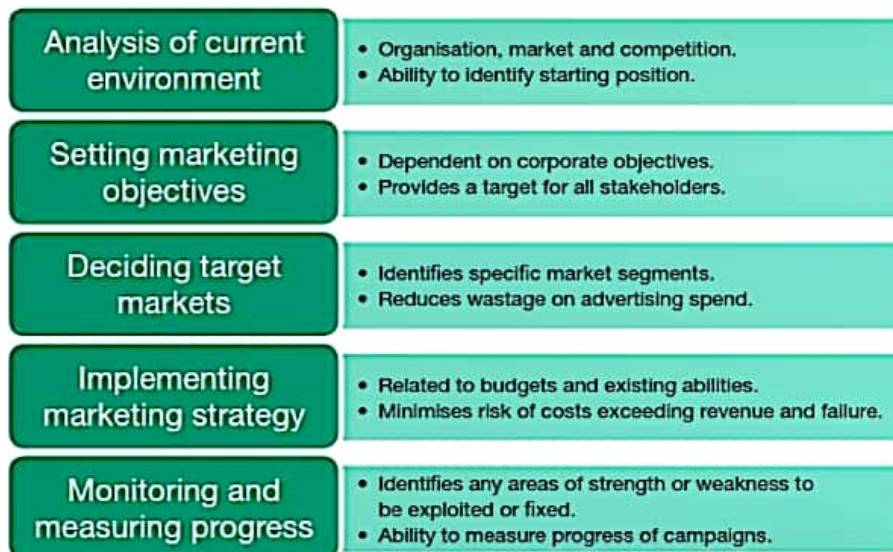 Analysis of current
environment
• Organisation, market and competition.
• Ability to identify starting position.
Setting marketing
objectives
• Dependent on corporate objectives.
• Provides a target for all stakeholders.
Deciding target
markets
• Identifies specific market segments.
• Reduces wastage on advertising spend.
Implementing
marketing strategy
• Related to budgets and existing abilities.
• Minimises risk of costs exceeding revenue and failure.
Monitoring and
measuring progress
• Identifies any areas of strength or weakness to
be exploited or fixed.
• Ability to measure progress of campaigns.